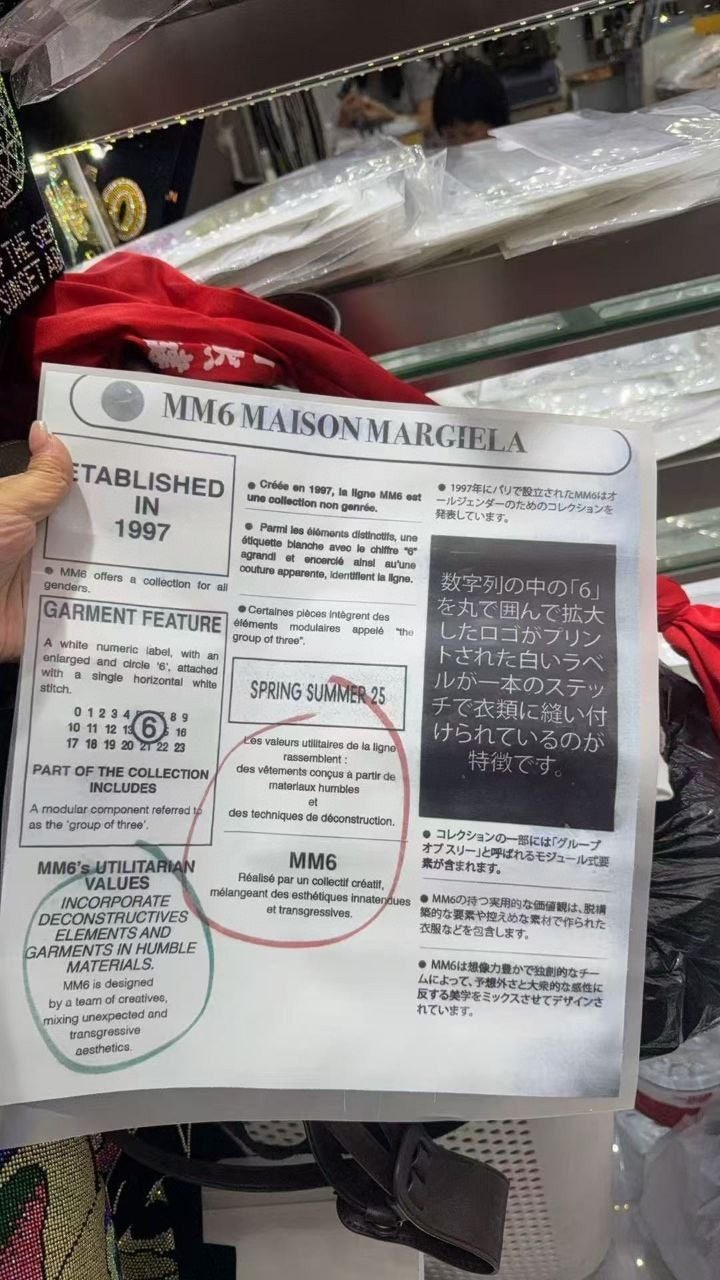 MM6 MAISON MARGIELA
ETABLISHED
IN
1997
MM6 offers a collection for all
genders.
GARMENT FEATURE
A white numeric label, with an
enlarged and circle '6', attached
with a single horizontal white
stitch.
0 1 2 3 4 6 8 9
10 11 12 13 16
17 18 19 20 21 22 23
PART OF THE COLLECTION
INCLUDES
A modular component referred to
as the 'group of three'.
MM6's UTILITARIAN
VALUES
INCORPORATE
DECONSTRUCTIVES
ELEMENTS AND
GARMENTS IN HUMBLE
MATERIALS.
MM6 is designed
by a team of creatives,
mixing unexpected and
transgressive
aesthetics.
Créée en 1997, la ligne MM6 est
une collection non genrée.
Parmi les éléments distinctifs, une
étiquette blanche avec le chiffre "6"
agrandi et encerclé ainsi qu'une
couture apparente, identifient la ligne.
Certaines pièces intègrent des
éléments modulaires appelé "the
group of three".
SPRING SUMMER 25
Les valeurs utilitaires de la ligne
rassemblent :
des vêtements conçus à partir de
materiaux humbles
et
des techniques de déconstruction.
MM6
Réalisé par un collectif créatif,
mélangeant des esthétiques innatendues
et transgressives.
1997年にパリで設立されたMM6はオ
ールジェンダーのためのコレクションを
発表しています。
数字列の中の「6」
を丸で囲んで拡大
したロゴがプリン
トされた白いラベ
ルが一本のステッ
チで衣類に縫い付
けられているのが
特徴です。
コレクションの一部には「グループ
オブ スリー」と呼ばれるモジュール式要
素が含まれます。
MM6の持つ実用的な価値観は、脱構
築的な要素や控えめな素材で作られた
衣服などを包含します。
MM6は想像力豊かで独創的なチー
ムによって、予想外さと大衆的な感性に
反する美学をミックスさせてデザインさ
れています。